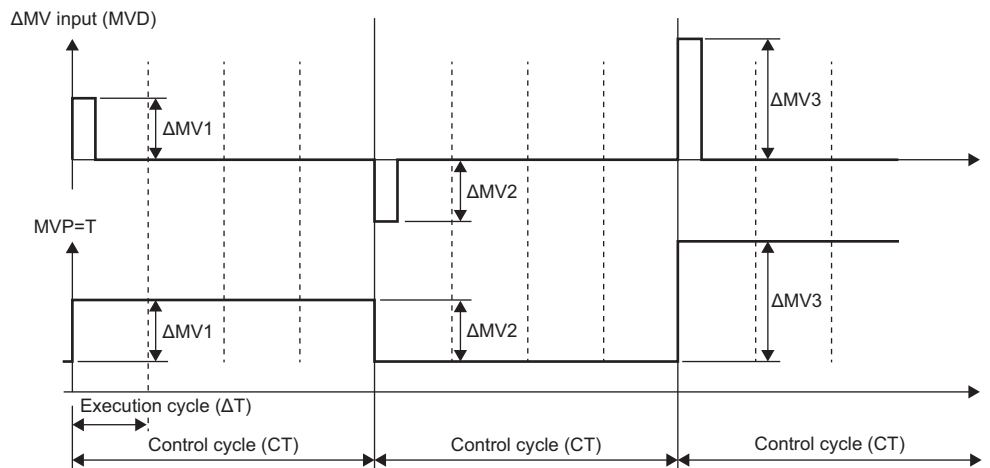 ΔMV input (MVD)
ΔMV1
ΔMV2
ΔMV3
MVP=T
ΔMV1
ΔMV2
ΔMV3
Execution cycle (ΔT)
Control cycle (CT)
Control cycle (CT)
Control cycle (CT)